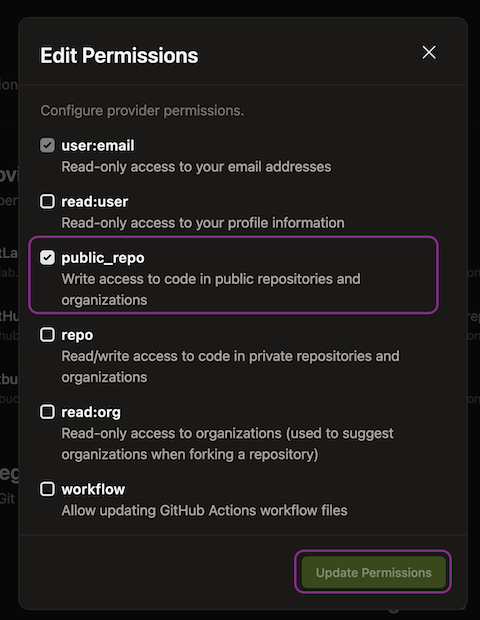 Edit Permissions
Configure provider permissions.
user:email
Read-only access to your email addresses
read:user
Read-only access to your profile information
public_repo
Write access to code in public repositories and
organizations
repo
Read/write access to code in private repositories and
organizations
read:org
Read-only access to organizations (used to suggest
organizations when forking a repository)
workflow
Allow updating GitHub Actions workflow files
Update Permissions